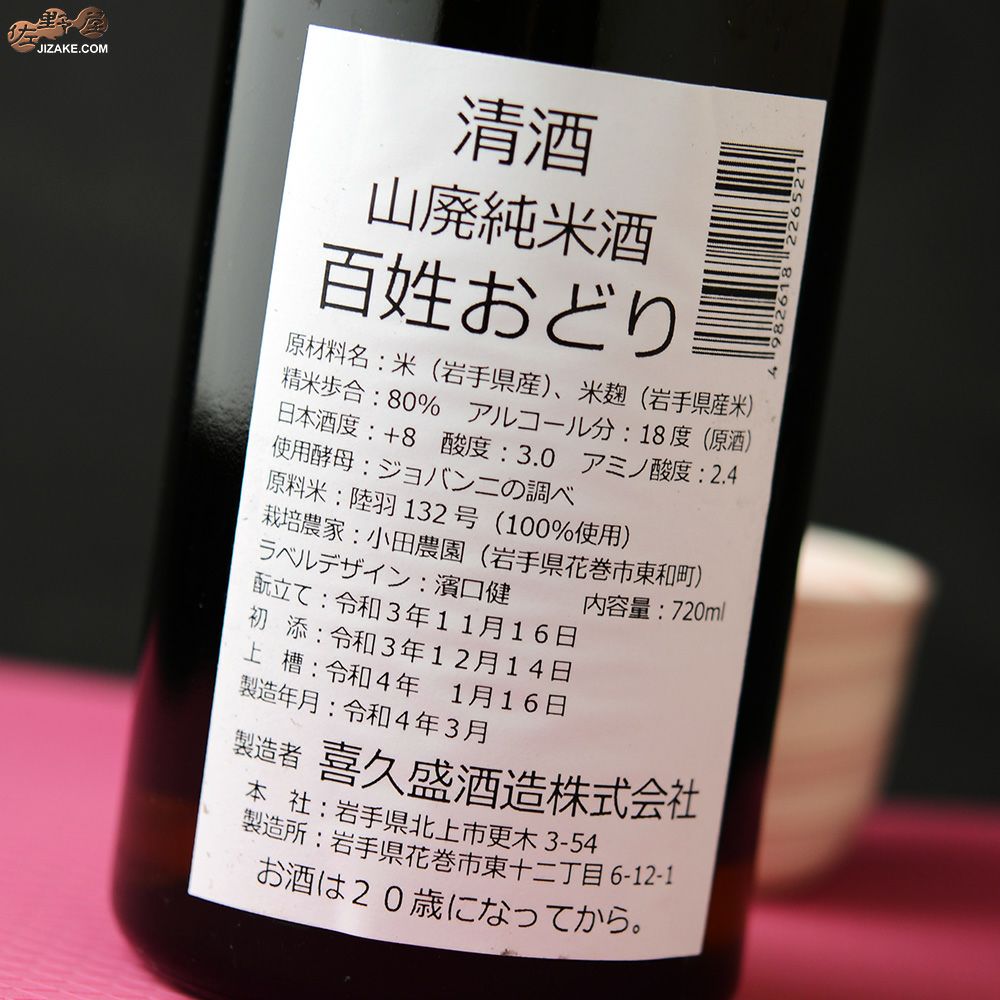 佐野屋
JIZAKE.COM
清酒
山廃純米酒
百姓おどり
4 982618 226521
原材料名：米（岩手県産）、米麹（岩手県産米）
精米歩合：80%　アルコール分：18度（原酒）
日本酒度：+8　酸度：3.0　アミノ酸度：2.4
使用酵母：ジョバンニの調べ
原料米：陸羽132号（100%使用）
栽培農家：小田農園（岩手県花巻市東和町）
ラベルデザイン：濱口健　内容量：720ml
酛立て：令和３年１１月１６日
初　添：令和３年１２月１４日
上　槽：令和４年　１月１６日
製造年月：令和４年３月
製造者　喜久盛酒造株式会社
本　社：岩手県北上市更木3-54
製造所：岩手県花巻市東十二丁目6-12-1
お酒は２０歳になってから。